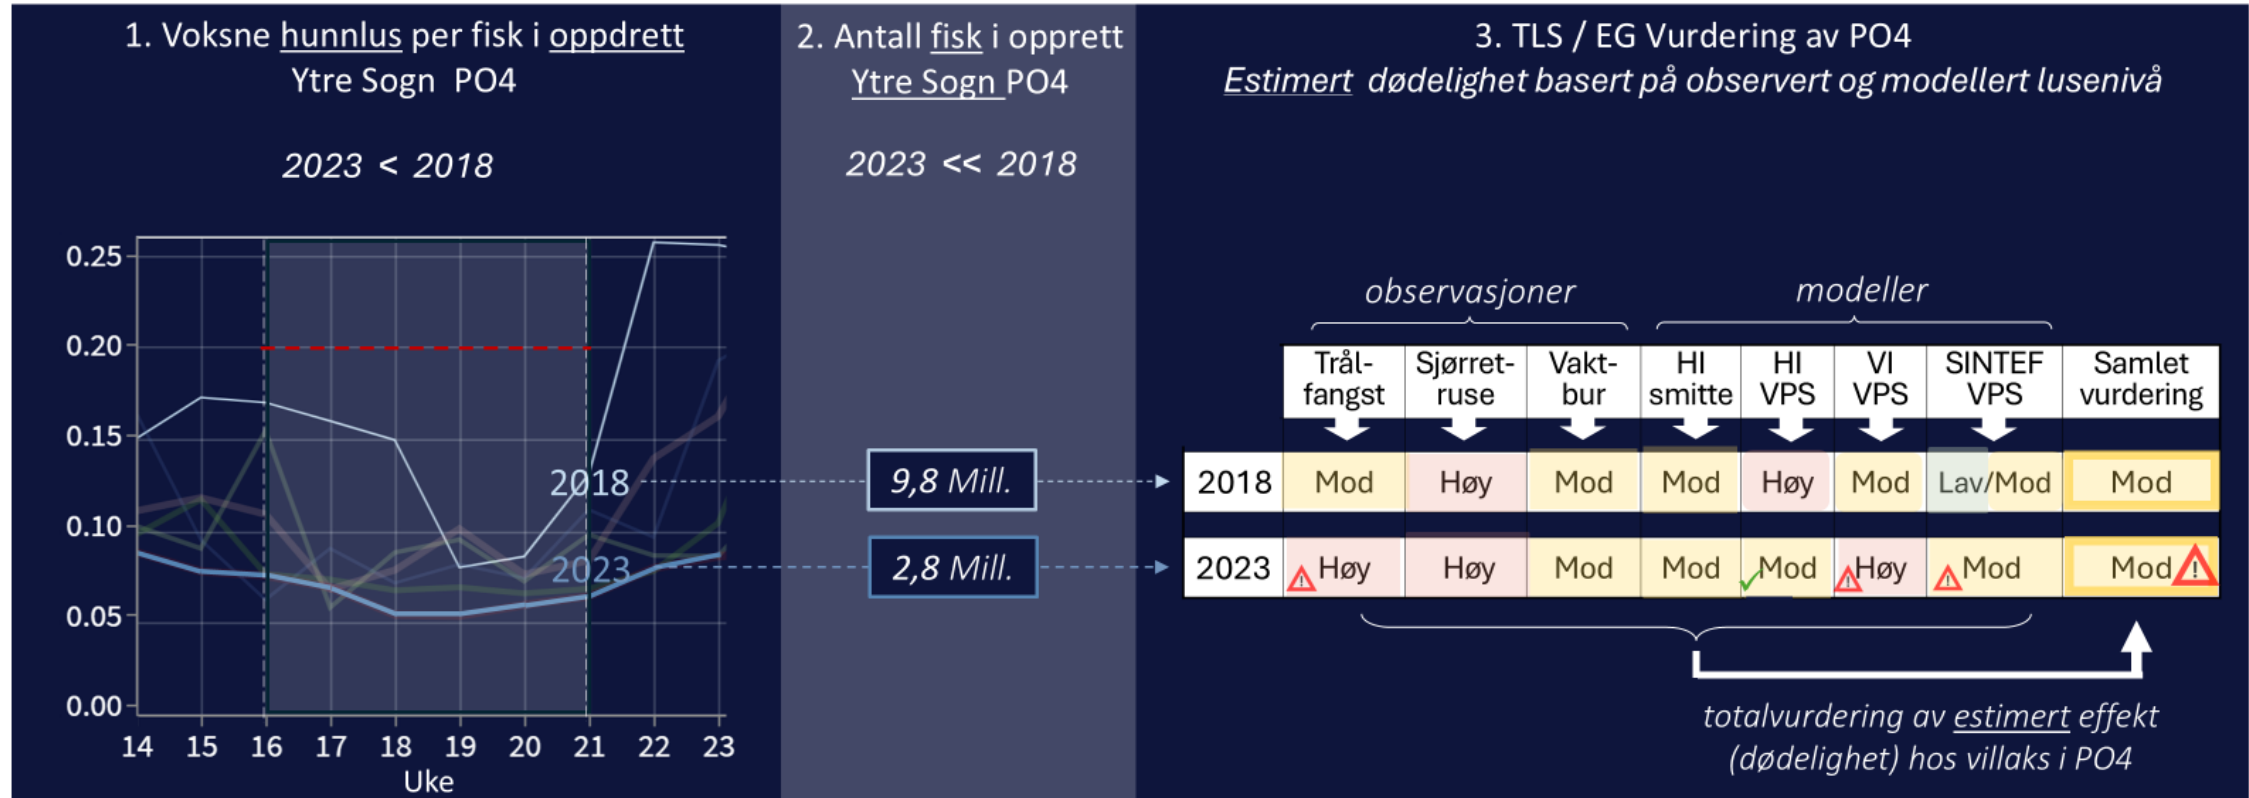 1. Voksne hunnlus per fisk i oppdrett
Ytre Sogn PO4
2023 < 2018
0.25
0.20
0.15
0.10
0.05
0.00
14 15 16 17 18 19 20 21 22 23
Uke
2018
2023
2. Antall fisk i opprett
Ytre Sogn PO4
2023 << 2018
9,8 Mill.
2,8 Mill.
3. TLS / EG Vurdering av PO4
Estimert dødelighet basert på observert og modellert lusenivå
observasjoner modeller
Trål- Sjørret- Vakt- HI HI VI SINTEF Samlet
fangst ruse bur smitte VPS VPS VPS vurdering
2018 Mod Høy Mod Mod Høy Mod Lav/Mod Mod
2023 Høy Høy Mod Mod Mod Høy Mod Mod
totalvurdering av estimert effekt
(dødelighet) hos villaks i PO4